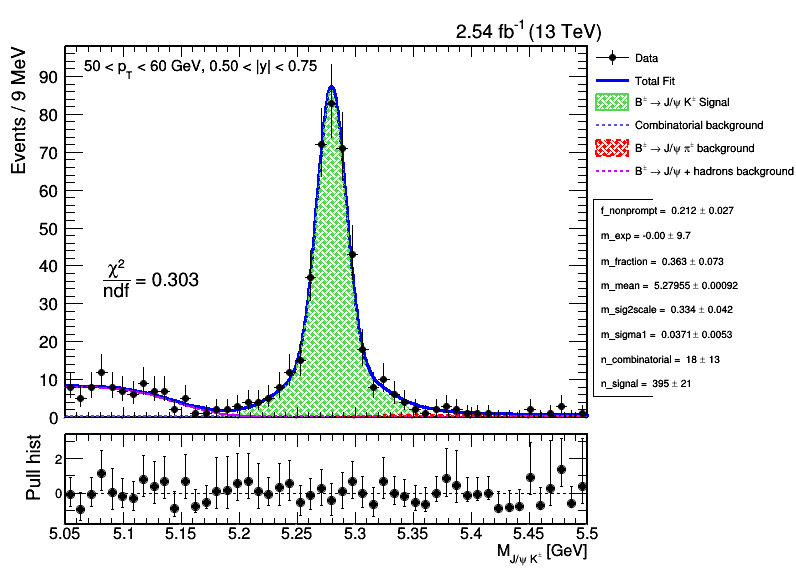 2.54 fb⁻¹ (13 TeV)
50 < p_T < 60 GeV, 0.50 < |y| < 0.75
Events / 9 MeV
90
80
70
60
50
40
30
20
10
0
χ²/ndf = 0.303
Data
Total Fit
B± → J/ψ K± Signal
Combinatorial background
B± → J/ψ π± background
B± → J/ψ + hadrons background
f_nonprompt = 0.212 ± 0.027
m_exp = -0.00 ± 9.7
m_fraction = 0.363 ± 0.073
m_mean = 5.27955 ± 0.00092
m_sig2scale = 0.334 ± 0.042
m_sigma1 = 0.0371 ± 0.0053
n_combinatorial = 18 ± 13
n_signal = 395 ± 21
Pull hist
2
0
5.05 5.1 5.15 5.2 5.25 5.3 5.35 5.4 5.45 5.5
M_{J/ψ K±} [GeV]